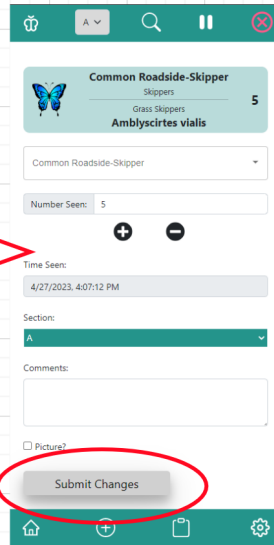 A
Common Roadside-Skipper
Skippers
5
Grass Skippers
Amblyscirtes vialis
Common Roadside-Skipper
Number Seen: 5
Time Seen:
4/27/2023, 4:07:12 PM
Section:
A
Comments:
Picture?
Submit Changes